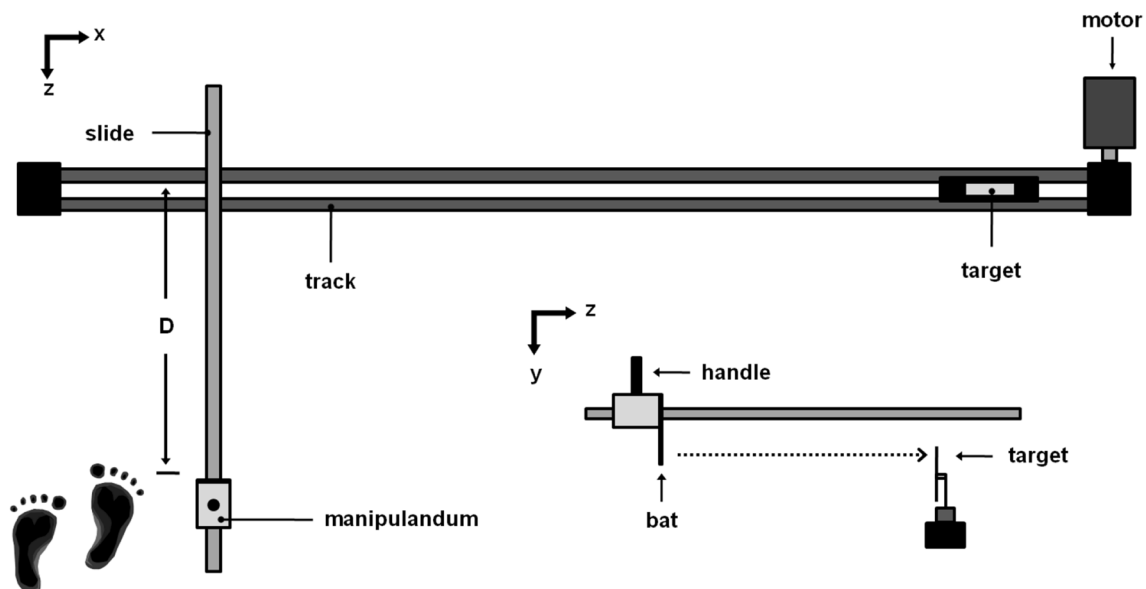 motor
x
z
slide
target
track
z
D
y
handle
target
bat
manipulandum